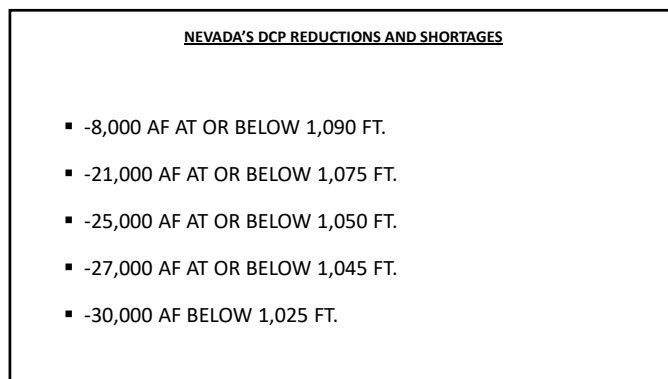 NEVADA'S DCP REDUCTIONS AND SHORTAGES
▪ -8,000 AF AT OR BELOW 1,090 FT.
▪ -21,000 AF AT OR BELOW 1,075 FT.
▪ -25,000 AF AT OR BELOW 1,050 FT.
▪ -27,000 AF AT OR BELOW 1,045 FT.
▪ -30,000 AF BELOW 1,025 FT.